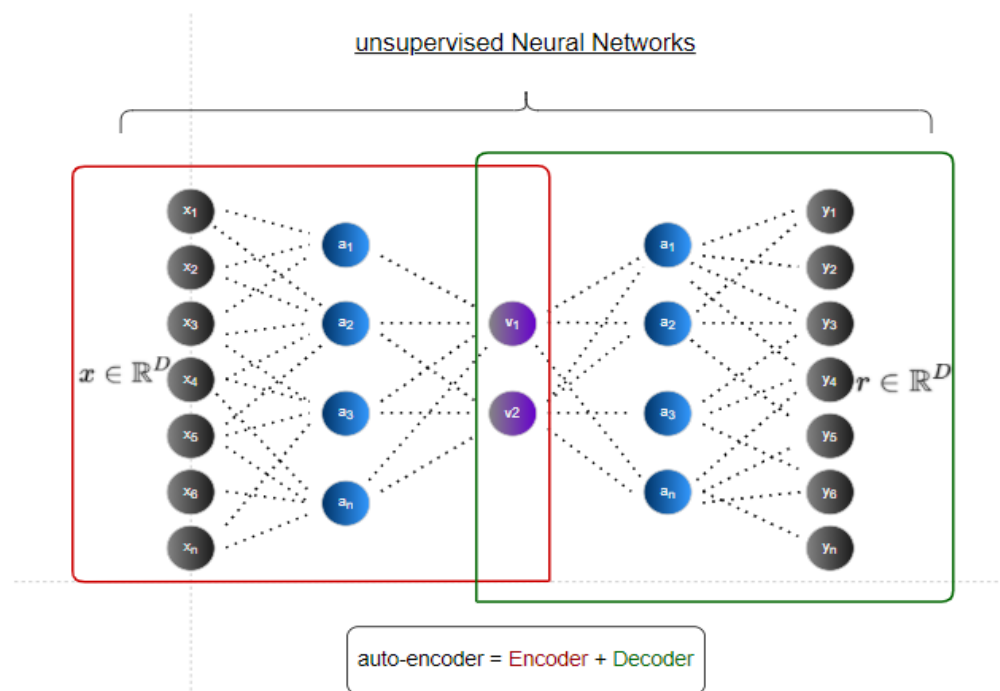 unsupervised Neural Networks
x₁ a₁ a₁ y₁
x₂ y₂
x₃ a₂ v₁ a₂ y₃
x ∈ ℝᴰ x₄ y₄ r ∈ ℝᴰ
x₅ a₃ v2 a₃ y₅
x₆ aₙ aₙ y₆
xₙ yₙ
auto-encoder = Encoder + Decoder